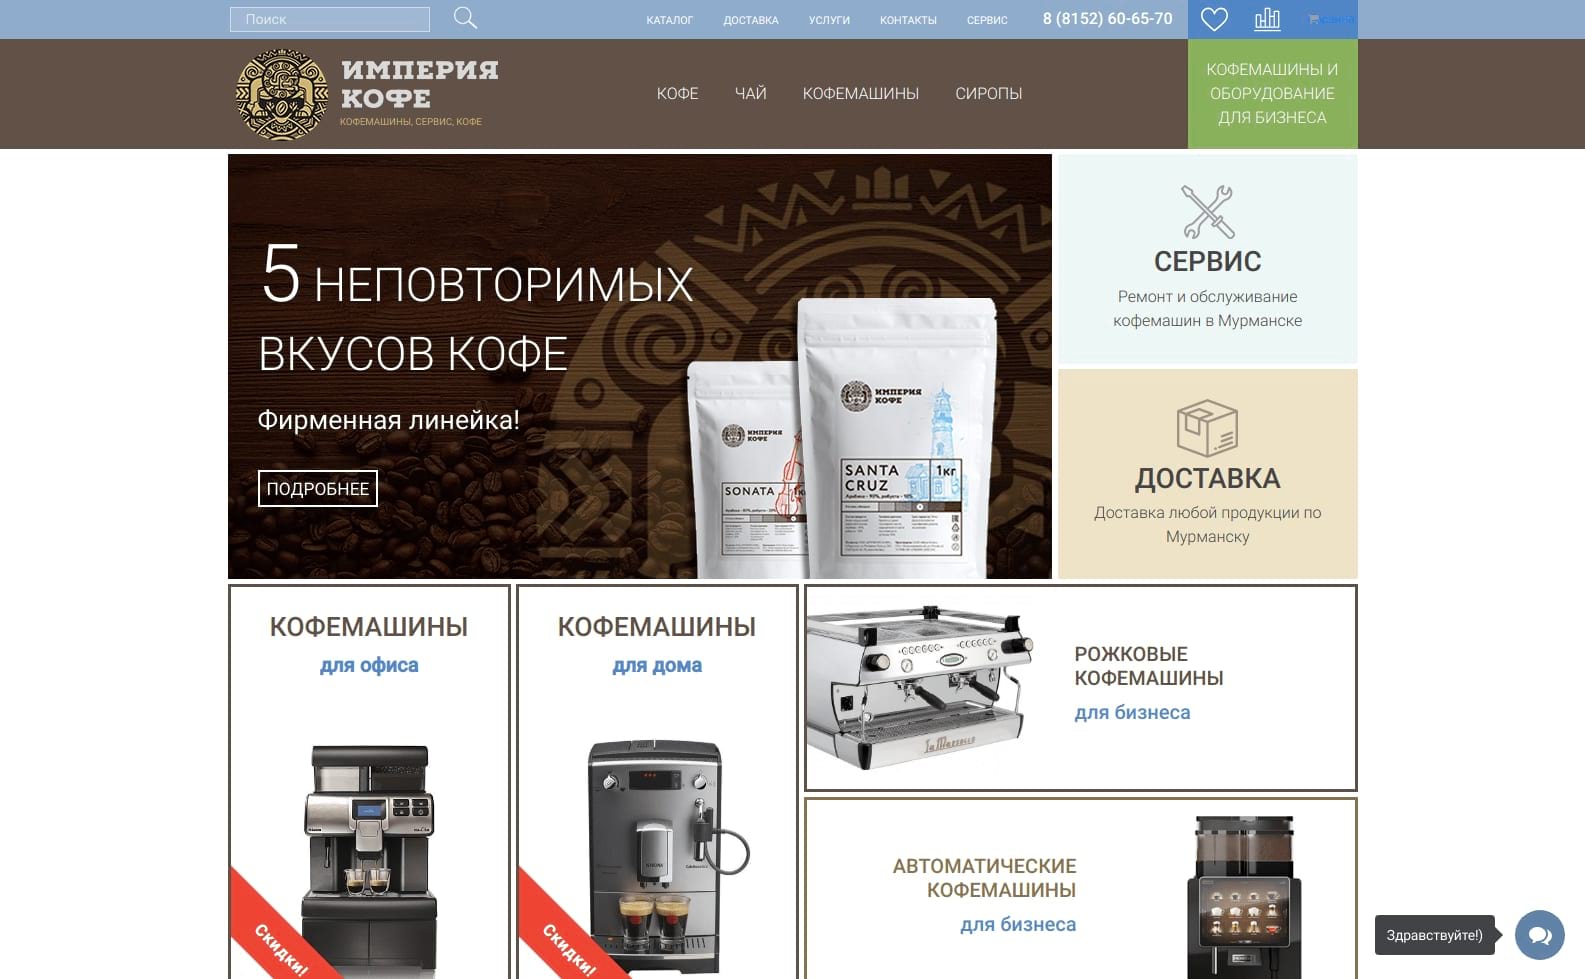 Поиск
КАТАЛОГ
ДОСТАВКА
УСЛУГИ
КОНТАКТЫ
СЕРВИС
8 (8152) 60-65-70
ИМПЕРИЯ
КОФЕ
КОФЕМАШИНЫ, СЕРВИС, КОФЕ
КОФЕ
ЧАЙ
КОФЕМАШИНЫ
СИРОПЫ
КОФЕМАШИНЫ И
ОБОРУДОВАНИЕ
ДЛЯ БИЗНЕСА
5 НЕПОВТОРИМЫХ
ВКУСОВ КОФЕ
Фирменная линейка!
ПОДРОБНЕЕ
ИМПЕРИЯ
КОФЕ
SONATA
ИМПЕРИЯ
КОФЕ
SANTA
CRUZ
1кг
СЕРВИС
Ремонт и обслуживание
кофемашин в Мурманске
ДОСТАВКА
Доставка любой продукции по
Мурманску
КОФЕМАШИНЫ
для офиса
Скидки!
КОФЕМАШИНЫ
для дома
Скидки!
РОЖКОВЫЕ
КОФЕМАШИНЫ
для бизнеса
La Marzocco
АВТОМАТИЧЕСКИЕ
КОФЕМАШИНЫ
для бизнеса
Здравствуйте!)